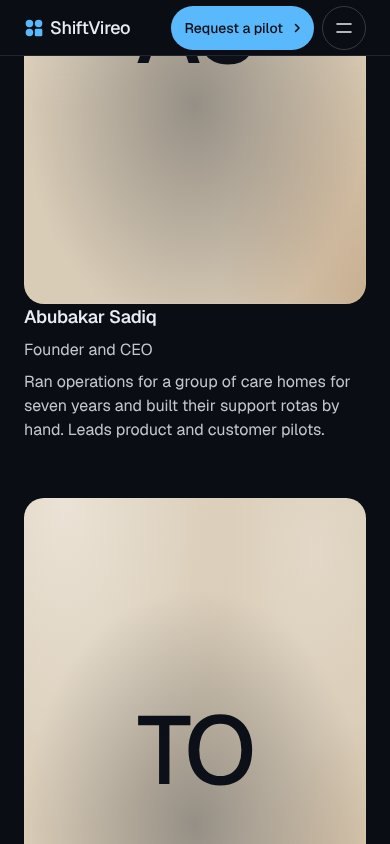 ShiftVireo
Request a pilot
Abubakar Sadiq
Founder and CEO
Ran operations for a group of care homes for
seven years and built their support rotas by
hand. Leads product and customer pilots.
TO